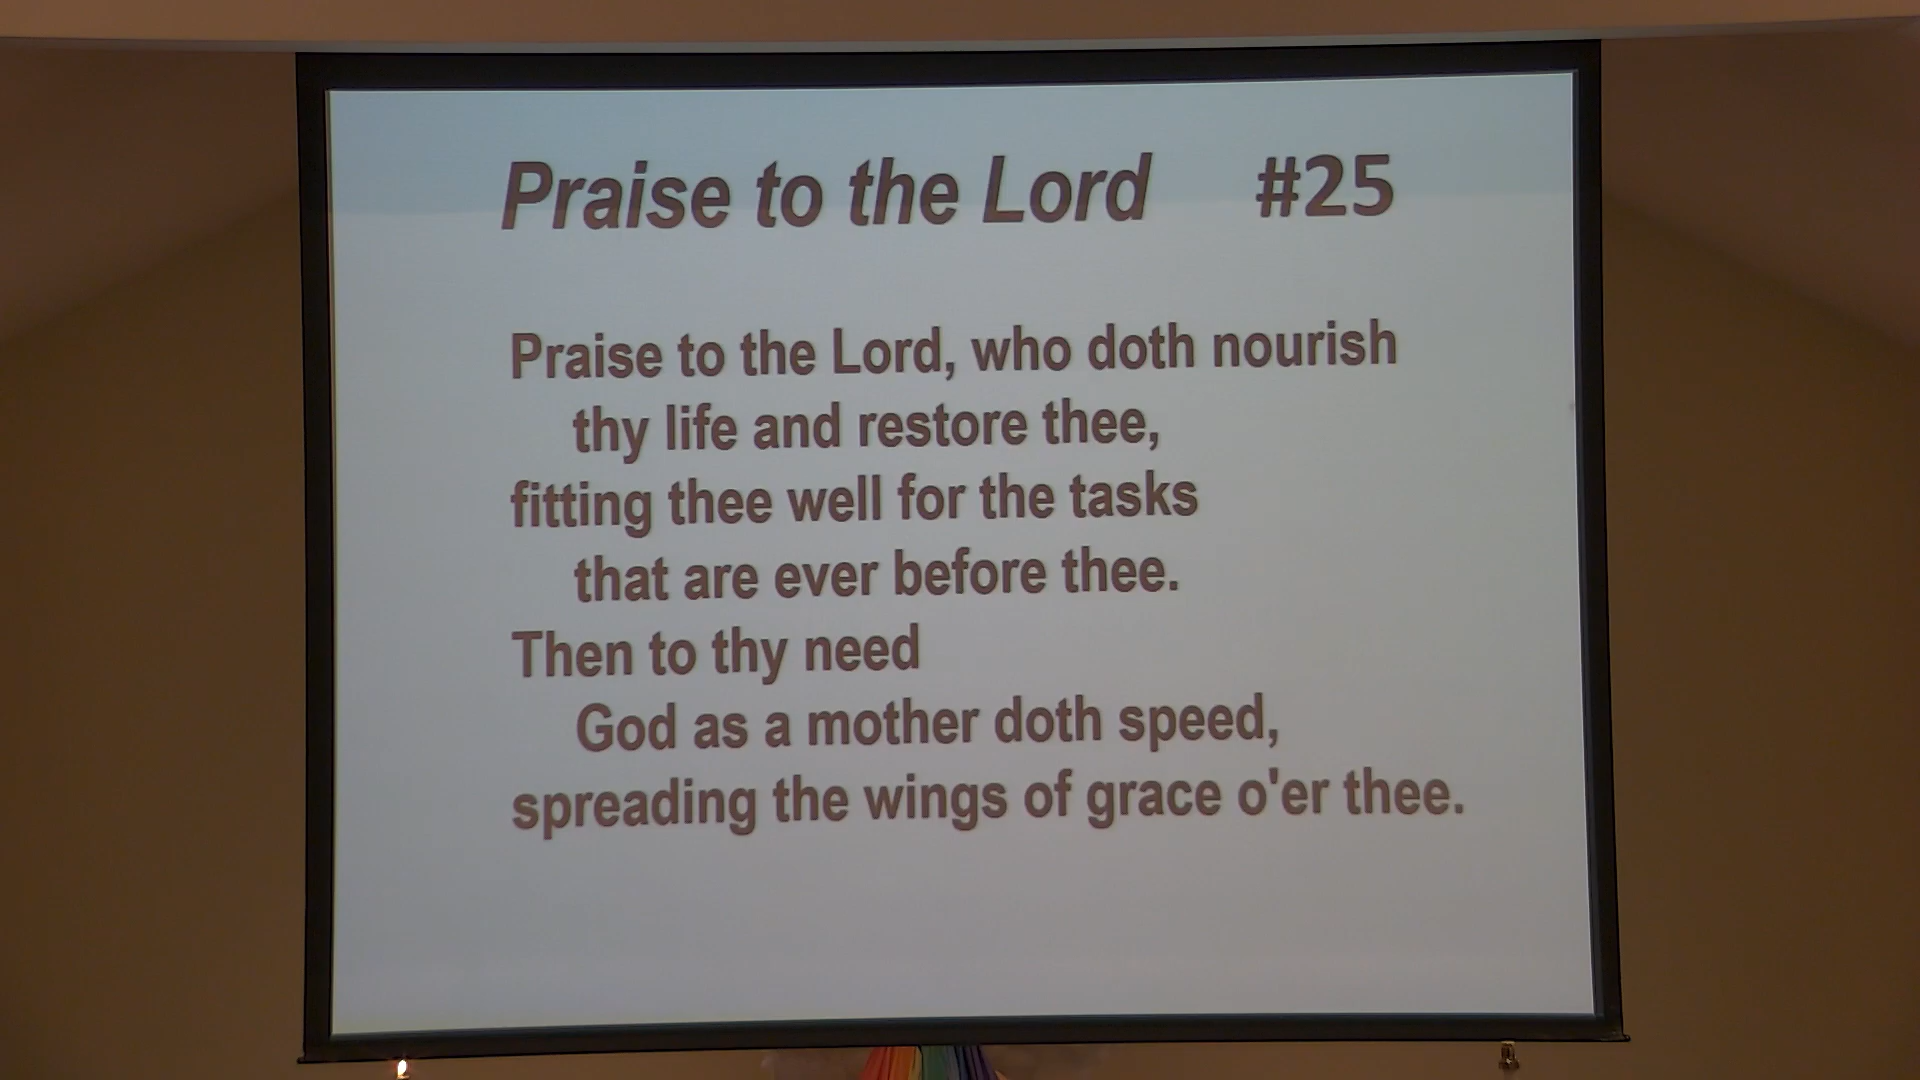 Praise to the Lord #25
Praise to the Lord, who doth nourish
thy life and restore thee,
fitting thee well for the tasks
that are ever before thee.
Then to thy need
God as a mother doth speed,
spreading the wings of grace o'er thee.